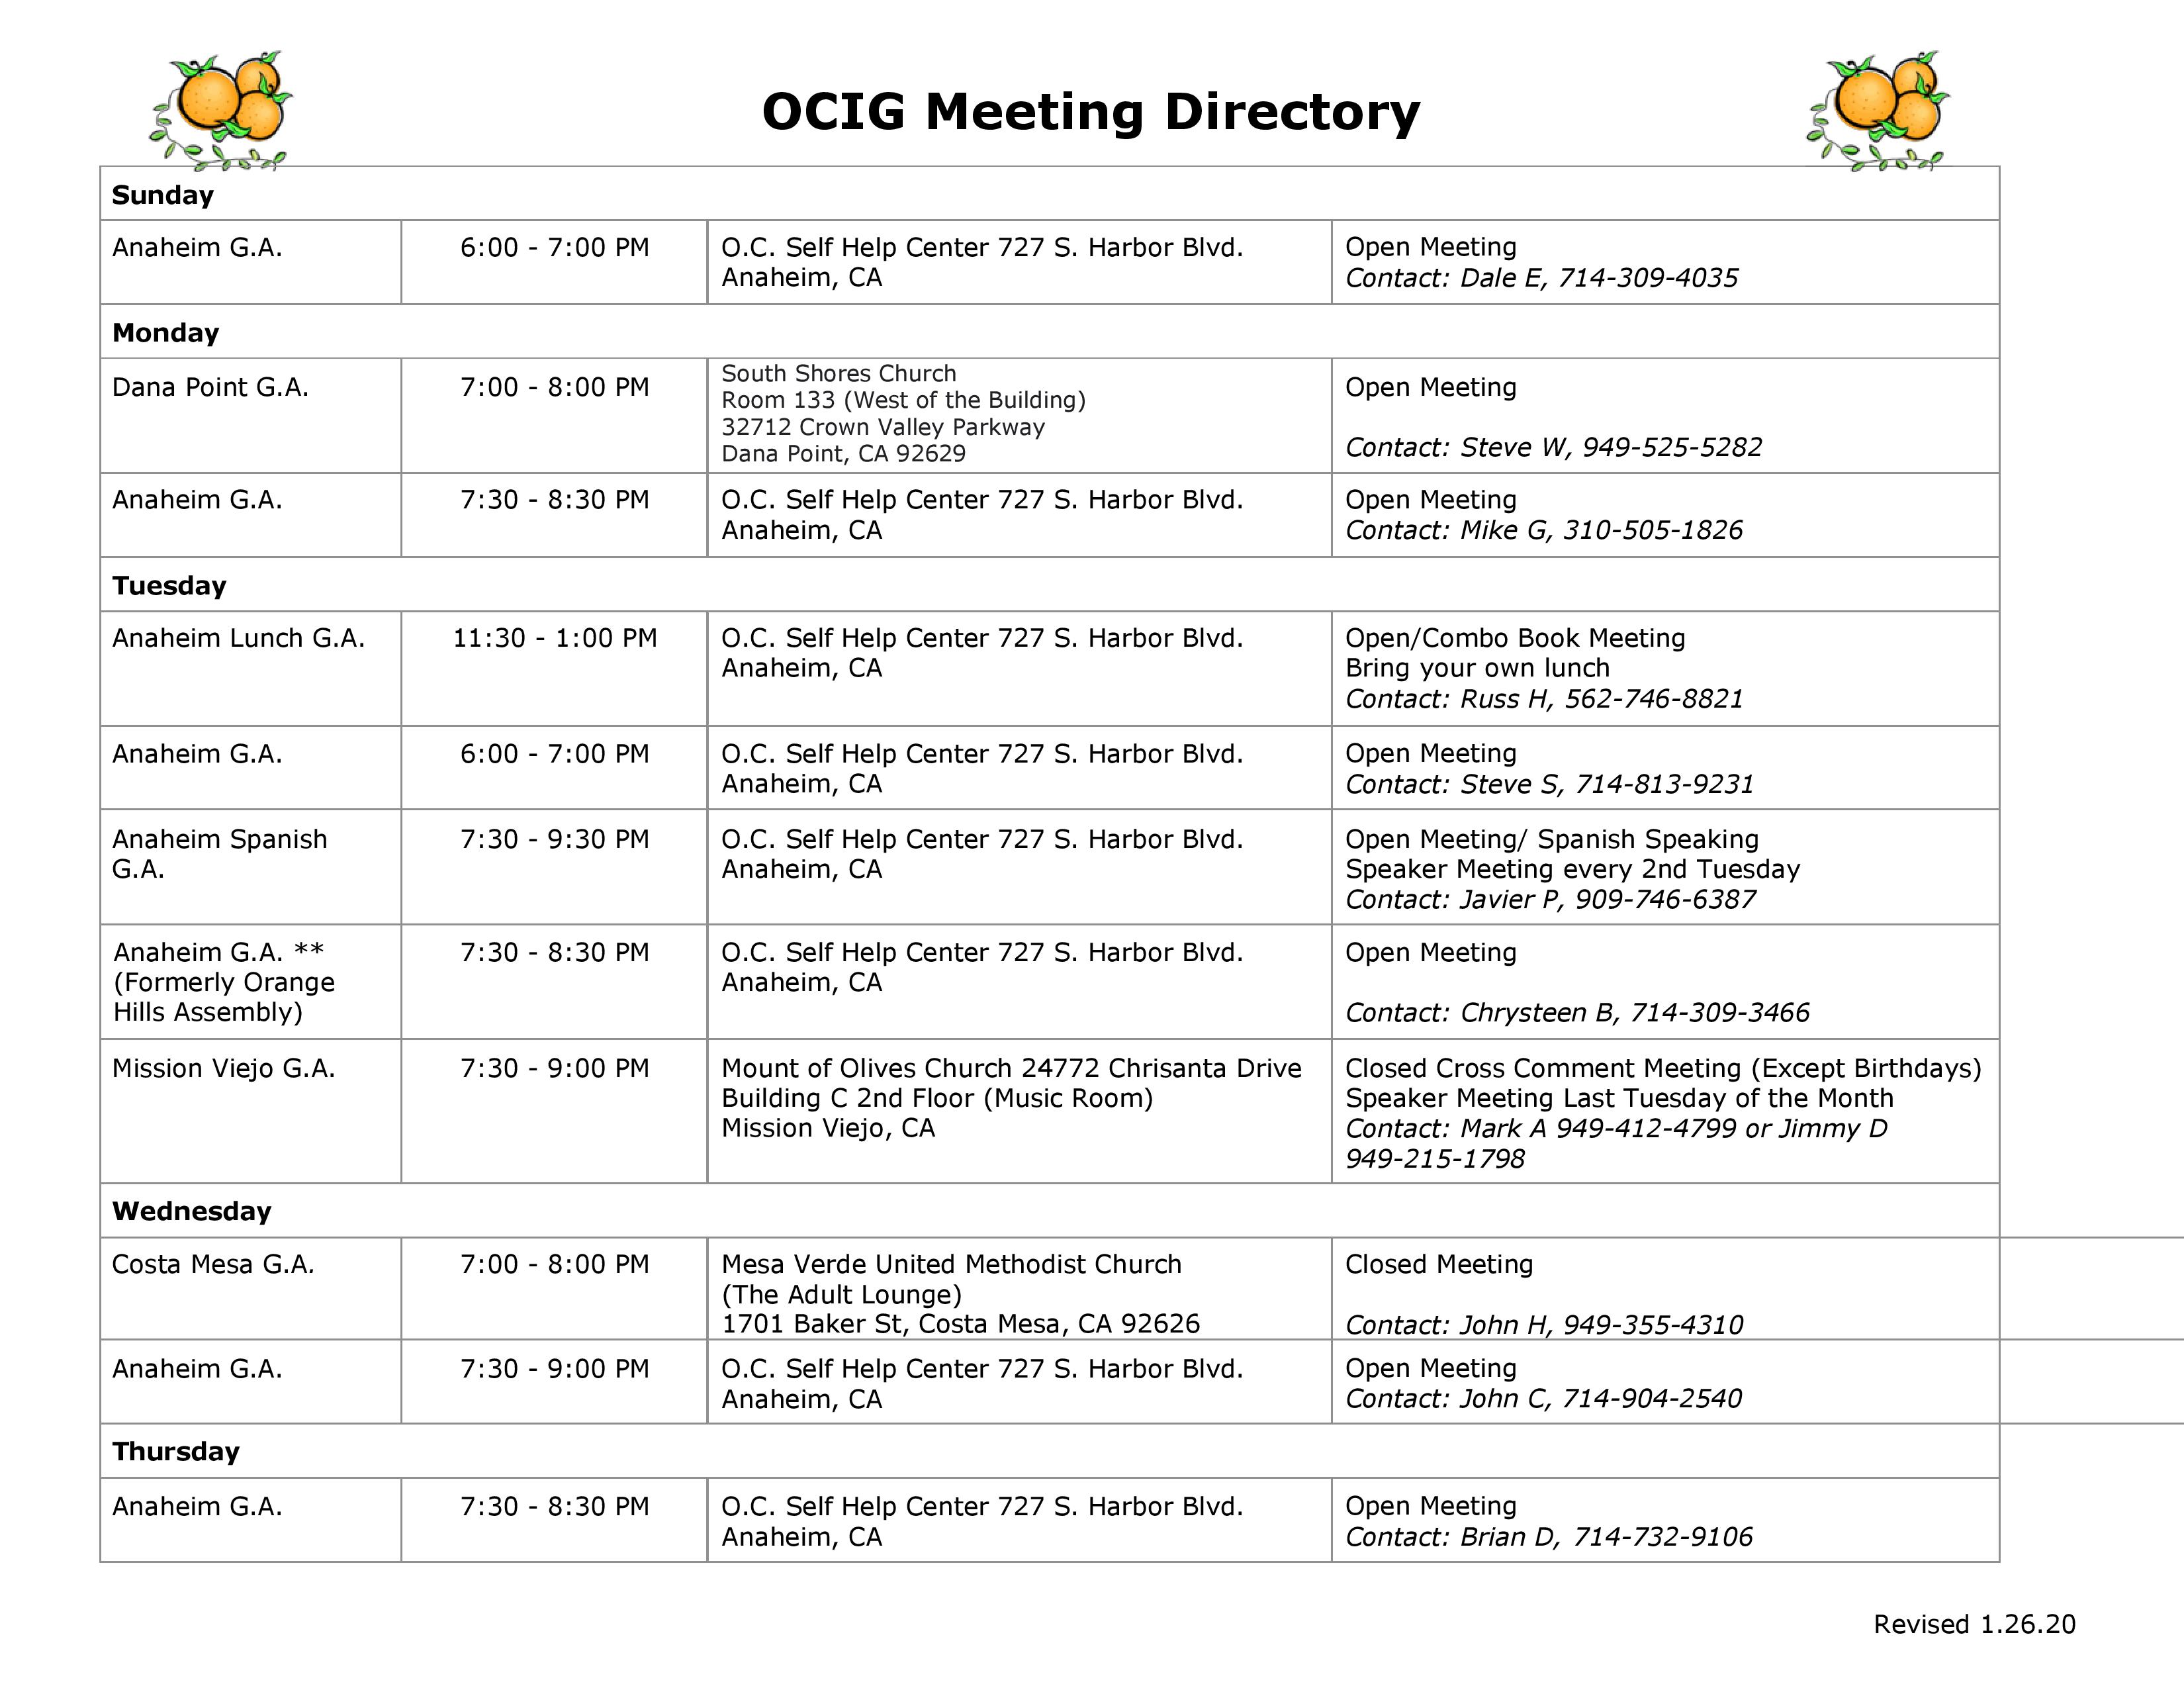 OCIG Meeting Directory
Sunday
Anaheim G.A.
6:00 - 7:00 PM
O.C. Self Help Center 727 S. Harbor Blvd.
Anaheim, CA
Open Meeting
Contact: Dale E, 714-309-4035
Monday
Dana Point G.A.
7:00 - 8:00 PM
South Shores Church
Room 133 (West of the Building)
32712 Crown Valley Parkway
Dana Point, CA 92629
Open Meeting
Contact: Steve W, 949-525-5282
Anaheim G.A.
7:30 - 8:30 PM
O.C. Self Help Center 727 S. Harbor Blvd.
Anaheim, CA
Open Meeting
Contact: Mike G, 310-505-1826
Tuesday
Anaheim Lunch G.A.
11:30 - 1:00 PM
O.C. Self Help Center 727 S. Harbor Blvd.
Anaheim, CA
Open/Combo Book Meeting
Bring your own lunch
Contact: Russ H, 562-746-8821
Anaheim G.A.
6:00 - 7:00 PM
O.C. Self Help Center 727 S. Harbor Blvd.
Anaheim, CA
Open Meeting
Contact: Steve S, 714-813-9231
Anaheim Spanish
G.A.
7:30 - 9:30 PM
O.C. Self Help Center 727 S. Harbor Blvd.
Anaheim, CA
Open Meeting/ Spanish Speaking
Speaker Meeting every 2nd Tuesday
Contact: Javier P, 909-746-6387
Anaheim G.A. **
(Formerly Orange
Hills Assembly)
7:30 - 8:30 PM
O.C. Self Help Center 727 S. Harbor Blvd.
Anaheim, CA
Open Meeting
Contact: Chrysteen B, 714-309-3466
Mission Viejo G.A.
7:30 - 9:00 PM
Mount of Olives Church 24772 Chrisanta Drive
Building C 2nd Floor (Music Room)
Mission Viejo, CA
Closed Cross Comment Meeting (Except Birthdays)
Speaker Meeting Last Tuesday of the Month
Contact: Mark A 949-412-4799 or Jimmy D
949-215-1798
Wednesday
Costa Mesa G.A.
7:00 - 8:00 PM
Mesa Verde United Methodist Church
(The Adult Lounge)
1701 Baker St, Costa Mesa, CA 92626
Closed Meeting
Contact: John H, 949-355-4310
Anaheim G.A.
7:30 - 9:00 PM
O.C. Self Help Center 727 S. Harbor Blvd.
Anaheim, CA
Open Meeting
Contact: John C, 714-904-2540
Thursday
Anaheim G.A.
7:30 - 8:30 PM
O.C. Self Help Center 727 S. Harbor Blvd.
Anaheim, CA
Open Meeting
Contact: Brian D, 714-732-9106
Revised 1.26.20